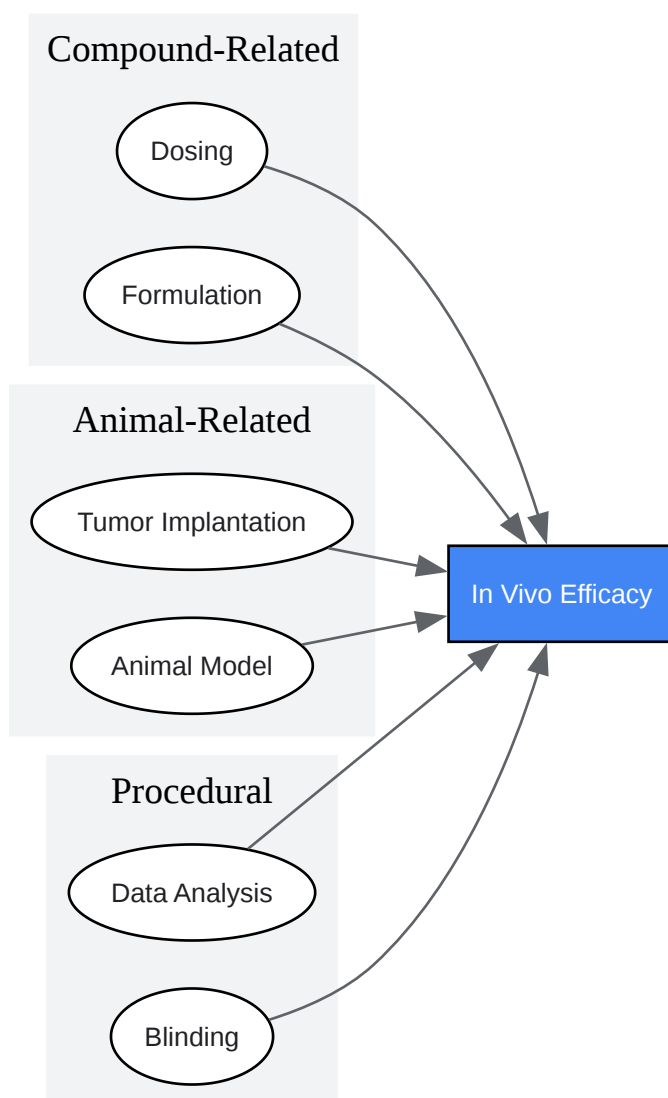 Compound-Related
Dosing
Formulation
Animal-Related
Tumor Implantation
In Vivo Efficacy
Animal Model
Procedural
Data Analysis
Blinding